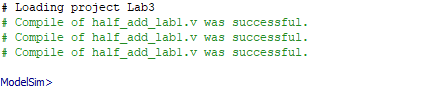 # Loading project Lab3
# Compile of half_add_lab1.v was successful.
# Compile of half_add_lab1.v was successful.
# Compile of half_add_lab1.v was successful.
ModelSim>